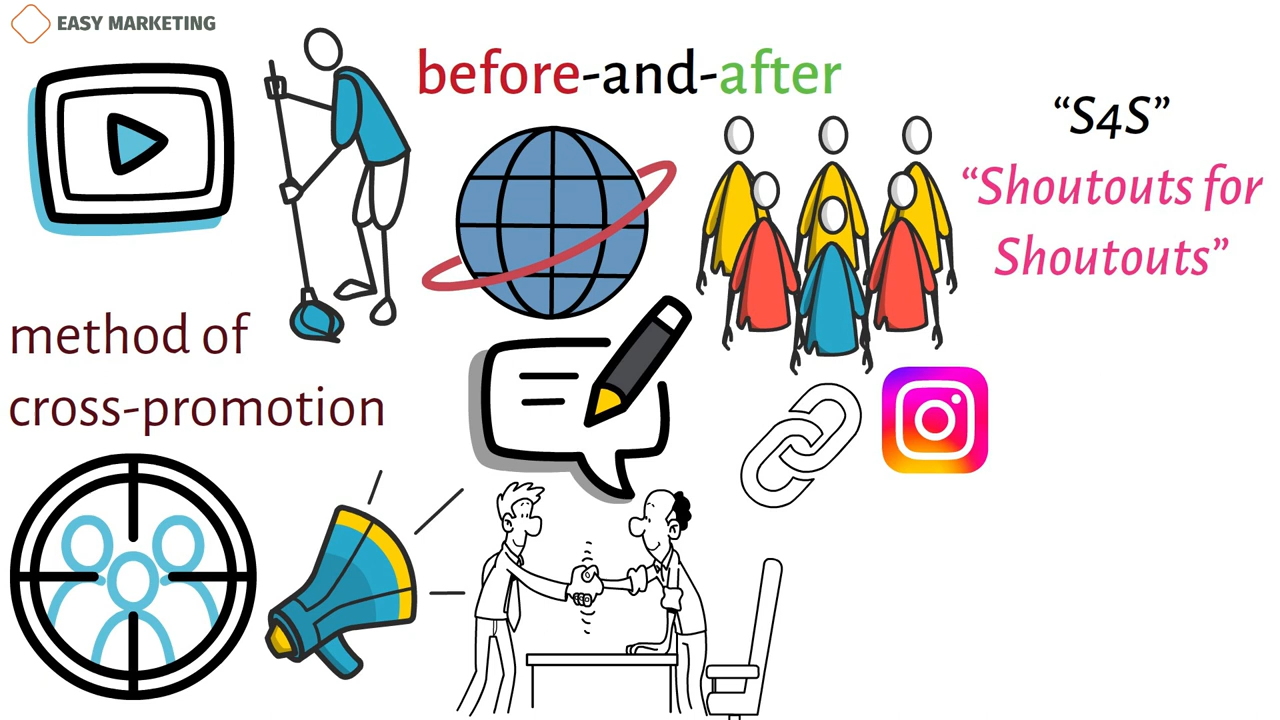 EASY MARKETING
before-and-after
“S4S”
“Shoutouts for
Shoutouts”
method of
cross-promotion